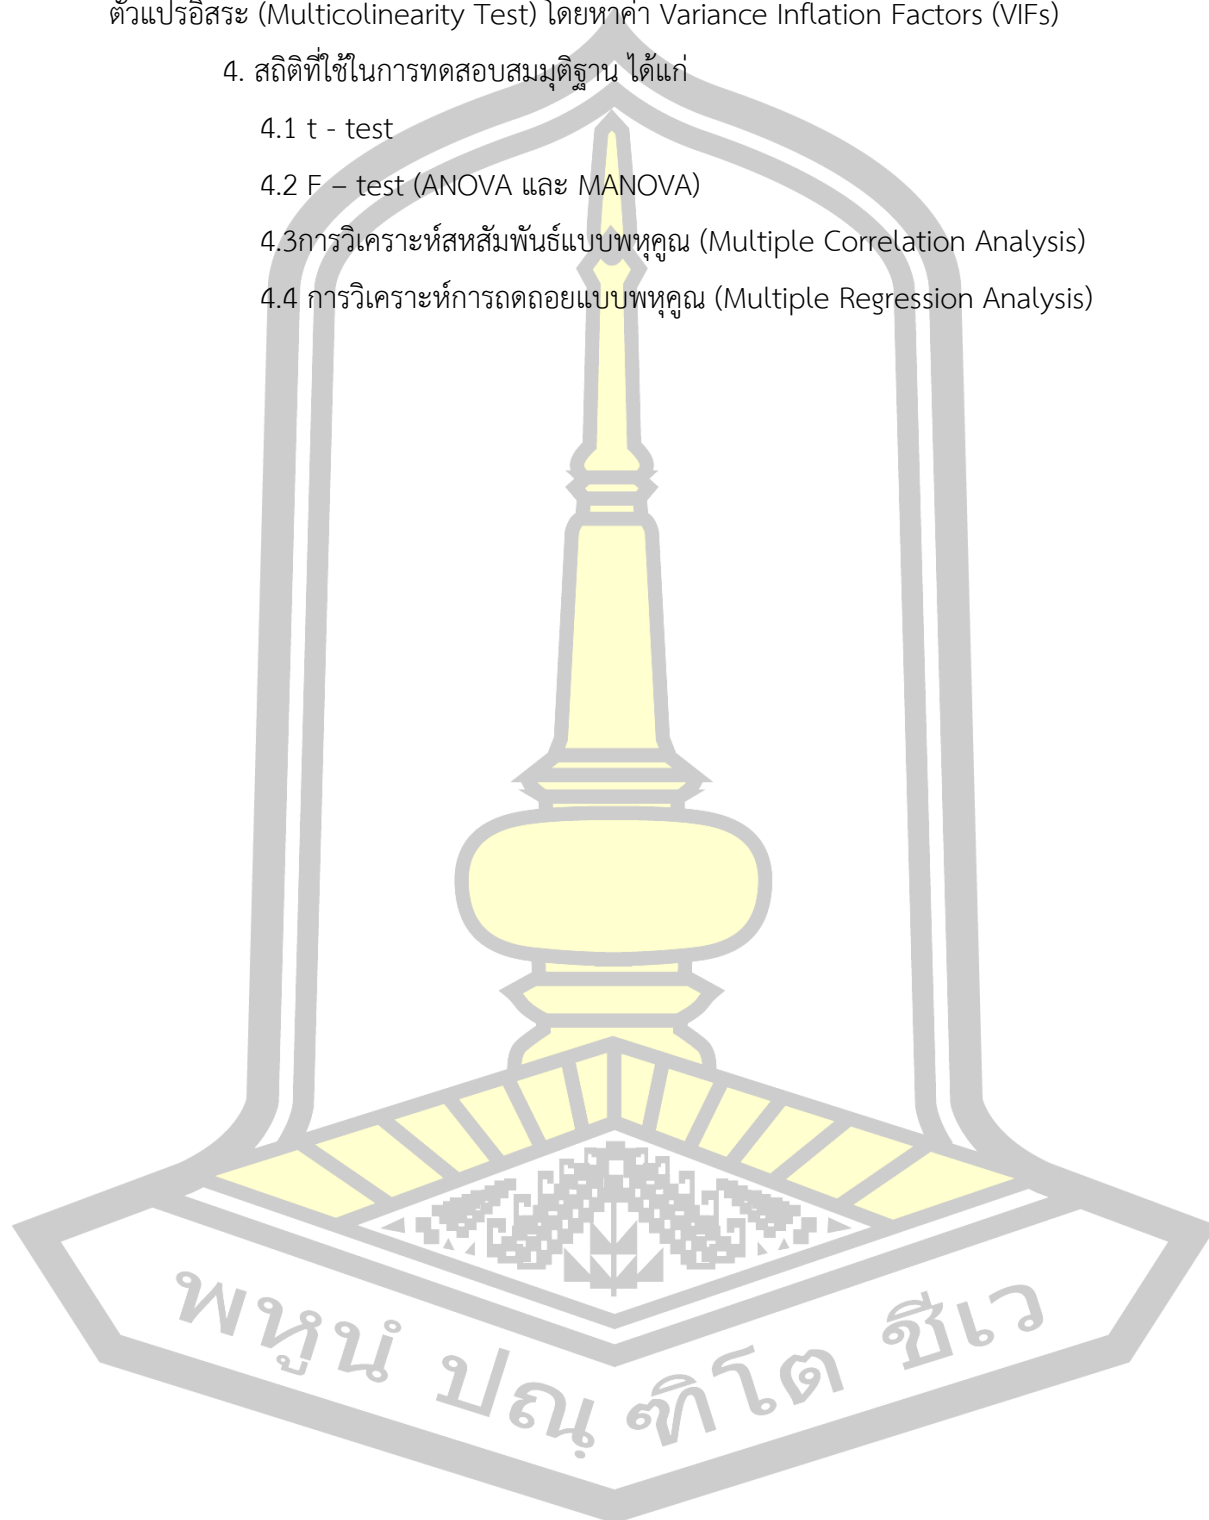 ตัวแปรอิสระ (Multicolinearity Test) โดยหาค่า Variance Inflation Factors (VIFs)
4. สถิติที่ใช้ในการทดสอบสมมุติฐาน ได้แก่
4.1 t - test
4.2 F – test (ANOVA และ MANOVA)
4.3การวิเคราะห์สหสัมพันธ์แบบพหุคูณ (Multiple Correlation Analysis)
4.4 การวิเคราะห์การถดถอยแบบพหุคูณ (Multiple Regression Analysis)
พหูนํ ปณฺ ฑิโต ชีเว